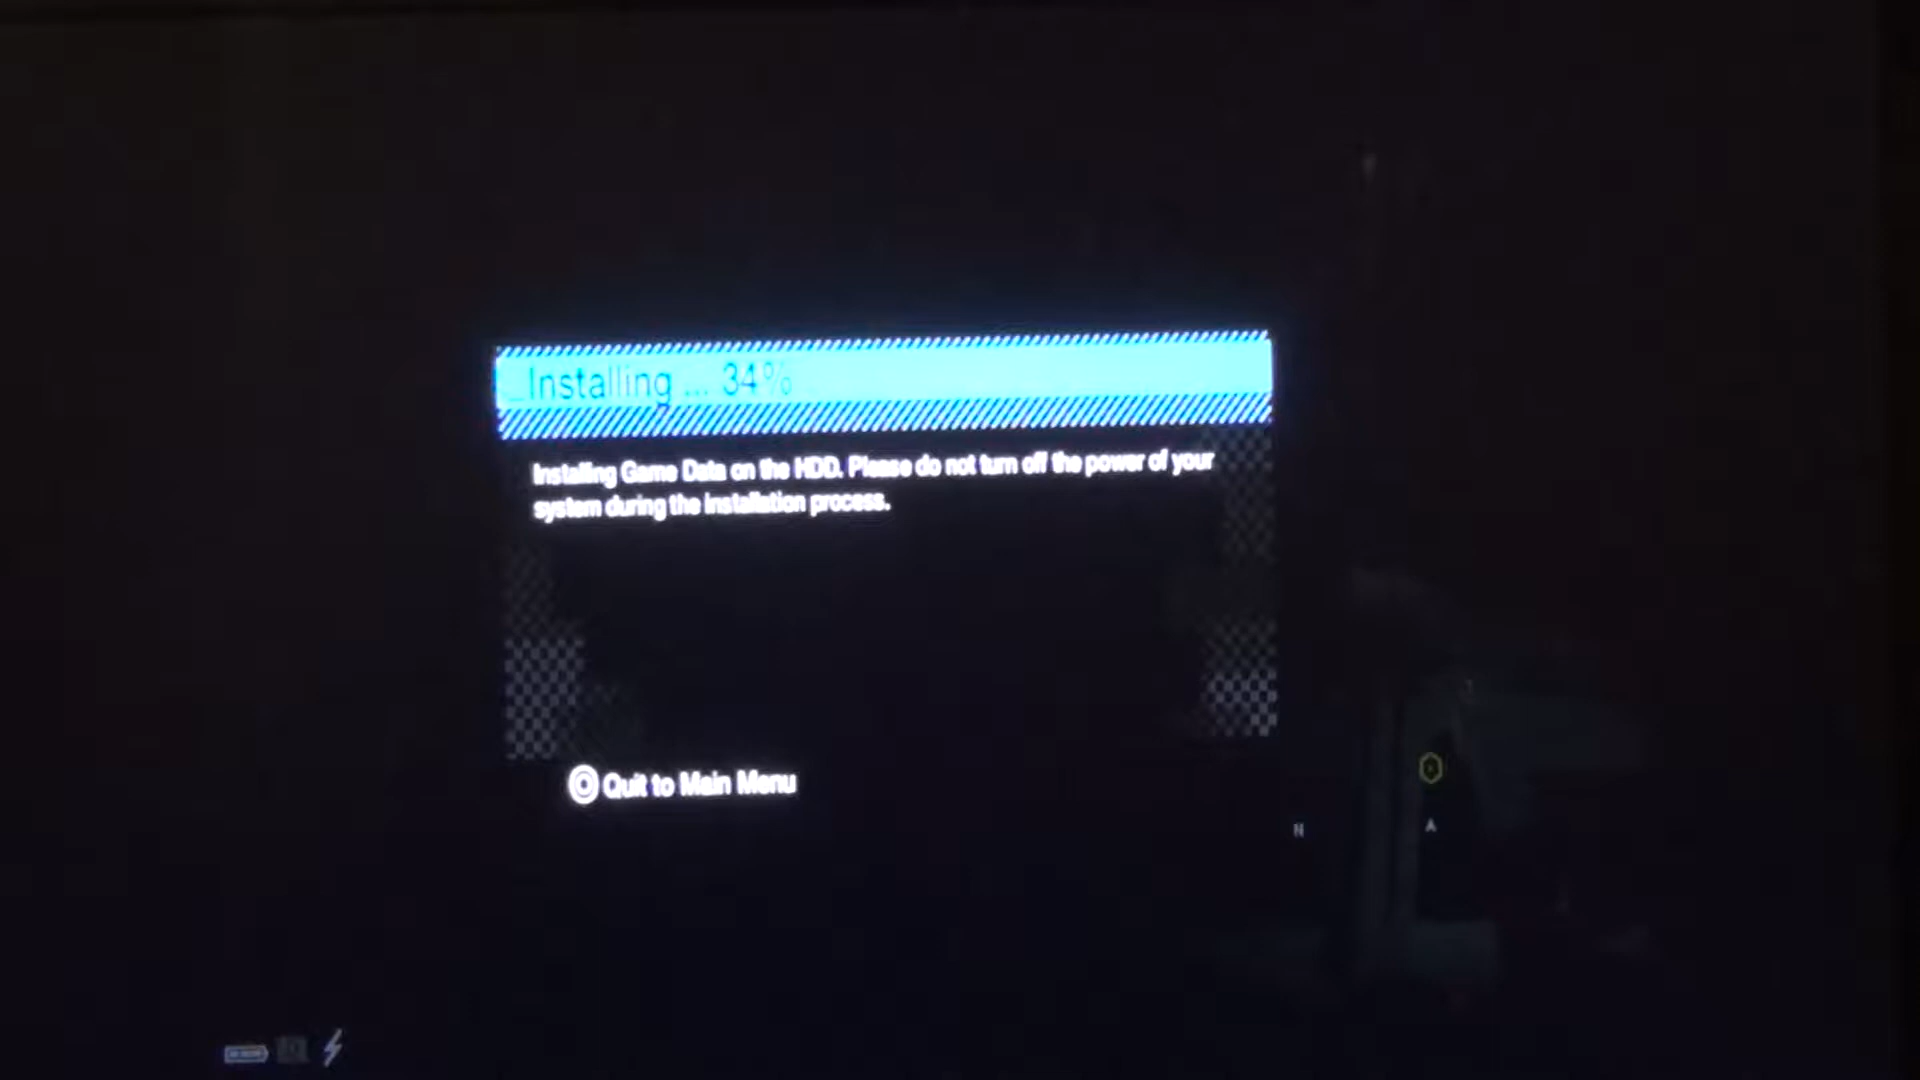 _Installing ... 34%
Installing Game Data on the HDD. Please do not turn off the power of your
system during the installation process.
Quit to Main Menu
N
A